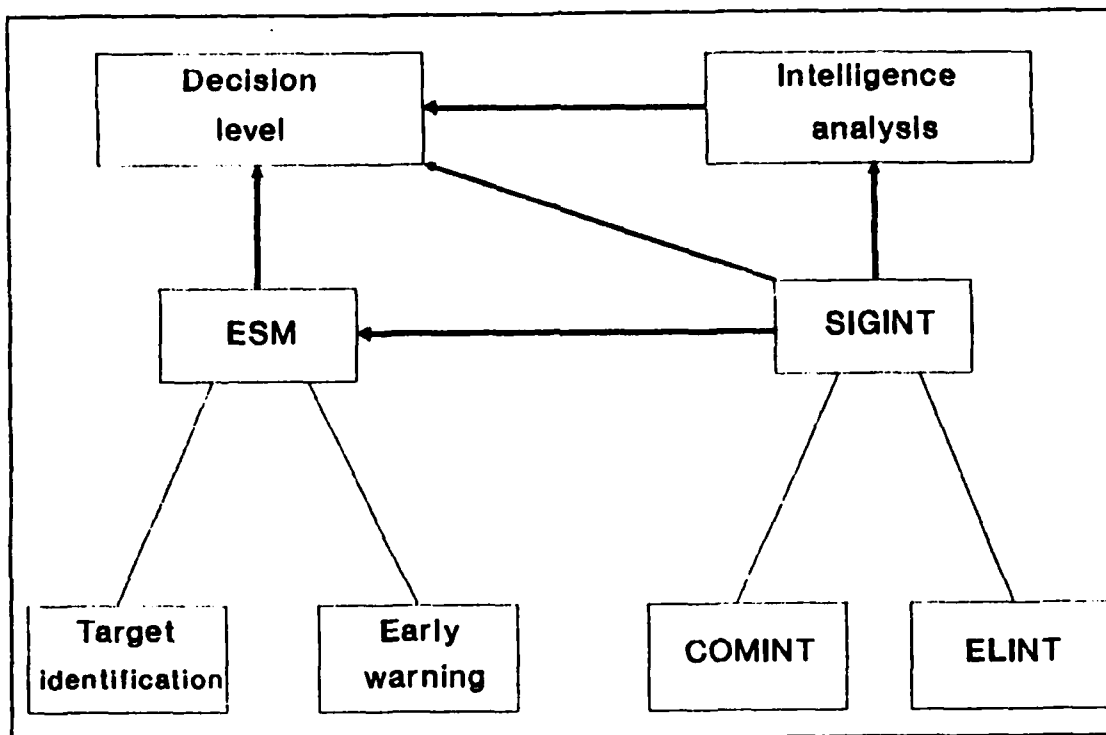 Decision
level
Intelligence
analysis
ESM
SIGINT
Target
identification
Early
warning
COMINT
ELINT